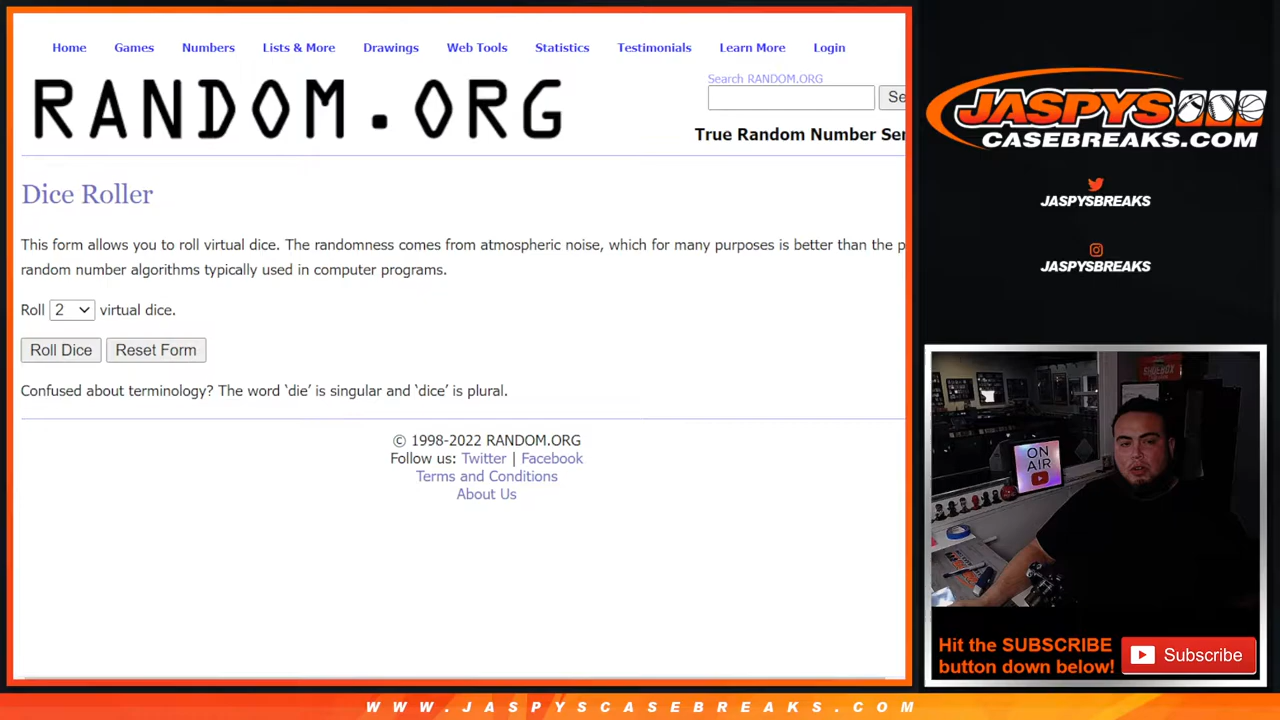 Home Games Numbers Lists & More Drawings Web Tools Statistics Testimonials Learn More Login
RANDOM.ORG
Search RANDOM.ORG
Se
True Random Number Ser
Dice Roller
This form allows you to roll virtual dice. The randomness comes from atmospheric noise, which for many purposes is better than the p
random number algorithms typically used in computer programs.
Roll 2 virtual dice.
Roll Dice Reset Form
Confused about terminology? The word ‘die’ is singular and ‘dice’ is plural.
© 1998-2022 RANDOM.ORG
Follow us: Twitter | Facebook
Terms and Conditions
About Us
JASPYS
CASEBREAKS.COM
JASPYSBREAKS
JASPYSBREAKS
ON
AIR
Hit the SUBSCRIBE
button down below!
Subscribe
WWW.JASPYSCASEBREAKS.COM